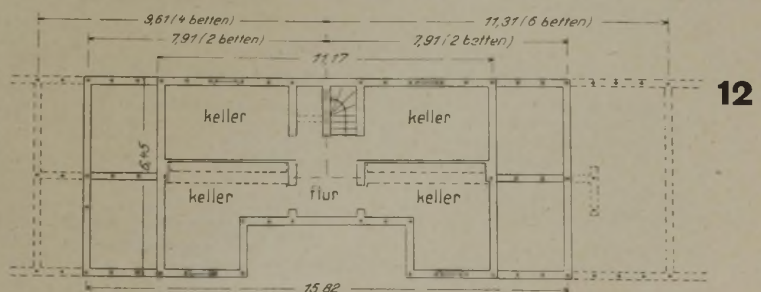 9,61 (4 betten) 11,31 (6 betten)
7,91 (2 betten) 7,91 (2 betten)
11,17
12
keller keller
6,45
keller flur keller
15,82